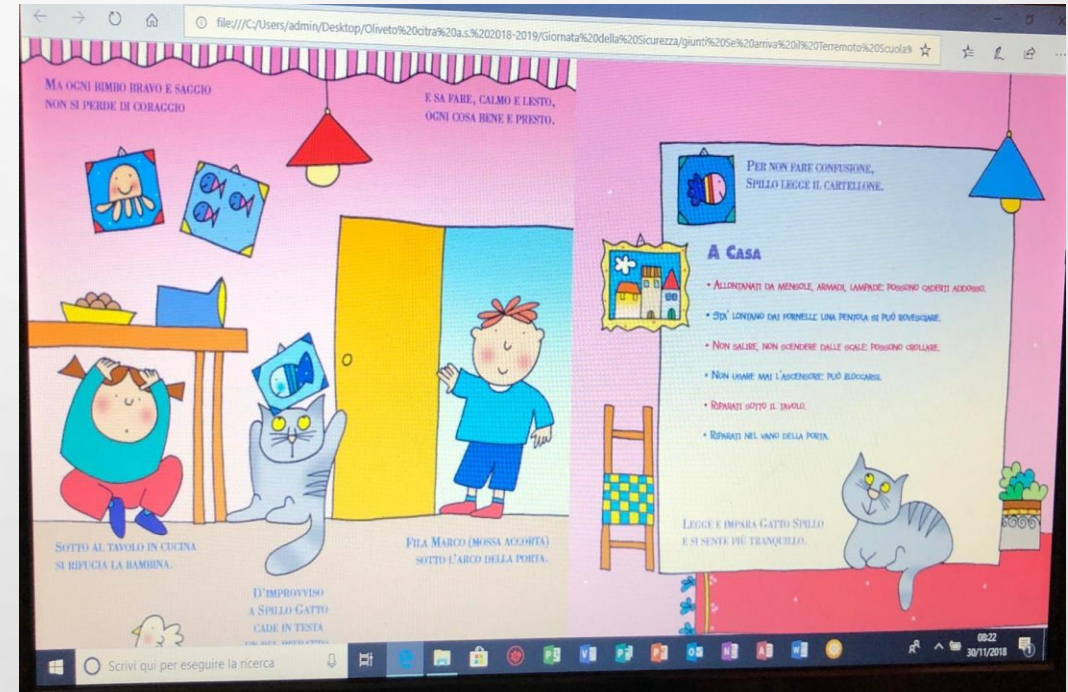 file:///C:/Users/admin/Desktop/Oliveto%20citra%20a.s.%202018-2019/Giornata%20della%20Sicurezza/giunti%20Se%20arriva%20il%20Terremoto%20Scuola%
MA OGNI BIMBO BRAVO E SAGGIO
NON SI PERDE DI CORAGGIO
E SA FARE, CALMO E LESTO,
OGNI COSA BENE E PRESTO.
SOTTO AL TAVOLO IN CUCINA
SI RIFUGIA LA BAMBINA.
D'IMPROVVISO
A SPILLO GATTO
CADE IN TESTA
FILA MARCO (MOSSA ACCORTA)
SOTTO L'ARCO DELLA PORTA.
PER NON FARE CONFUSIONE,
SPILLO LEGGE IL CARTELLONE.
A CASA
• ALLONTANATI DA MENSOLE, ARMADI, LAMPADE: POSSONO CADERTI ADDOSSO.
• STA' LONTANO DAI FORNELLI: UNA PENTOLA SI PUÒ ROVESCIARE.
• NON SALIRE, NON SCENDERE DALLE SCALE: POSSONO CROLLARE.
• NON USARE MAI L'ASCENSORE: PUÒ BLOCCARSI.
• RIPARATI SOTTO IL TAVOLO.
• RIPARATI NEL VANO DELLA PORTA.
LEGGE E IMPARA GATTO SPILLO
E SI SENTE PIÙ TRANQUILLO.
Scrivi qui per eseguire la ricerca
08:22
30/11/2018